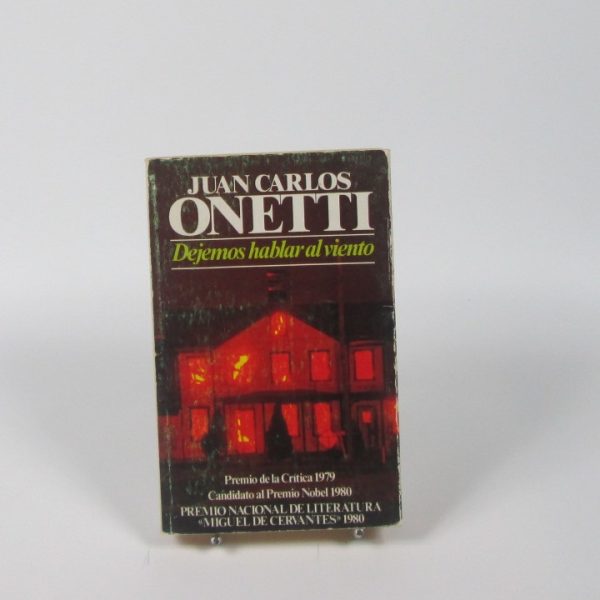 JUAN CARLOS
ONETTI
Dejemos hablar al viento
Premio de la Crítica 1979
Candidato al Premio Nobel 1980
PREMIO NACIONAL DE LITERATURA
«MIGUEL DE CERVANTES» 1980